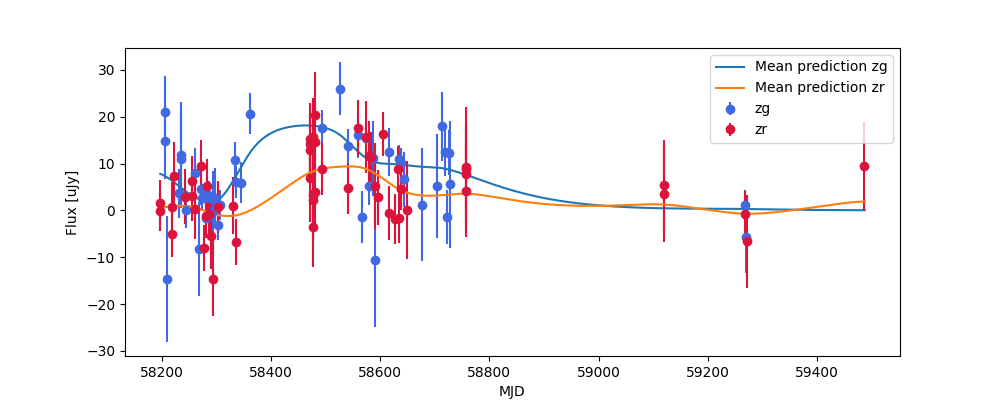 Flux [uJy]
30
20
10
0
−10
−20
−30
58200
58400
58600
58800
59000
59200
59400
MJD
Mean prediction zg
Mean prediction zr
zg
zr